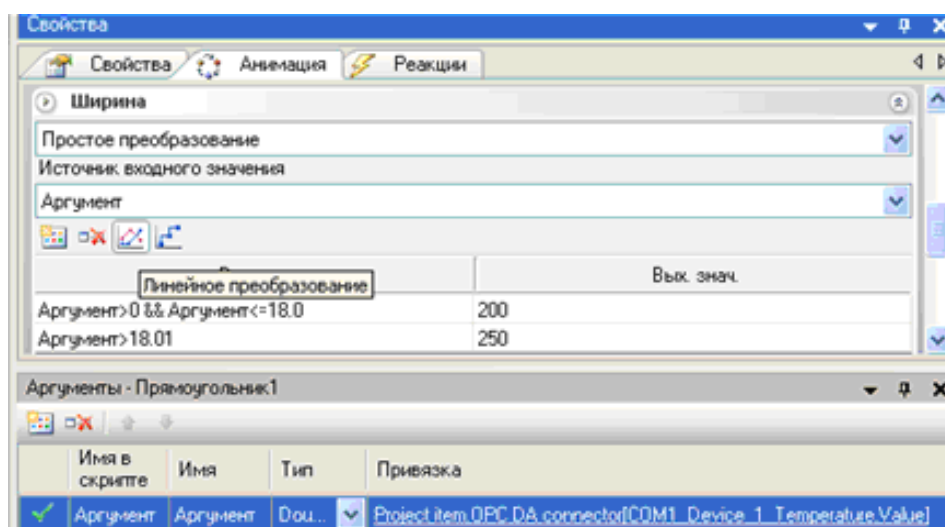 Свойства
Свойства Анимация Реакции
Ширина
Простое преобразование
Источник входного значения
Аргумент
Вых. знач.
Линейное преобразование
Аргумент>0 && Аргумент<=18.0 200
Аргумент>18.01 250
Аргументы - Прямоугольник1
Имя в скрипте Имя Тип Привязка
Аргумент Аргумент Dou... Project.item.OPC.DA.connector[COM1_Device_1_Temperature.Value]